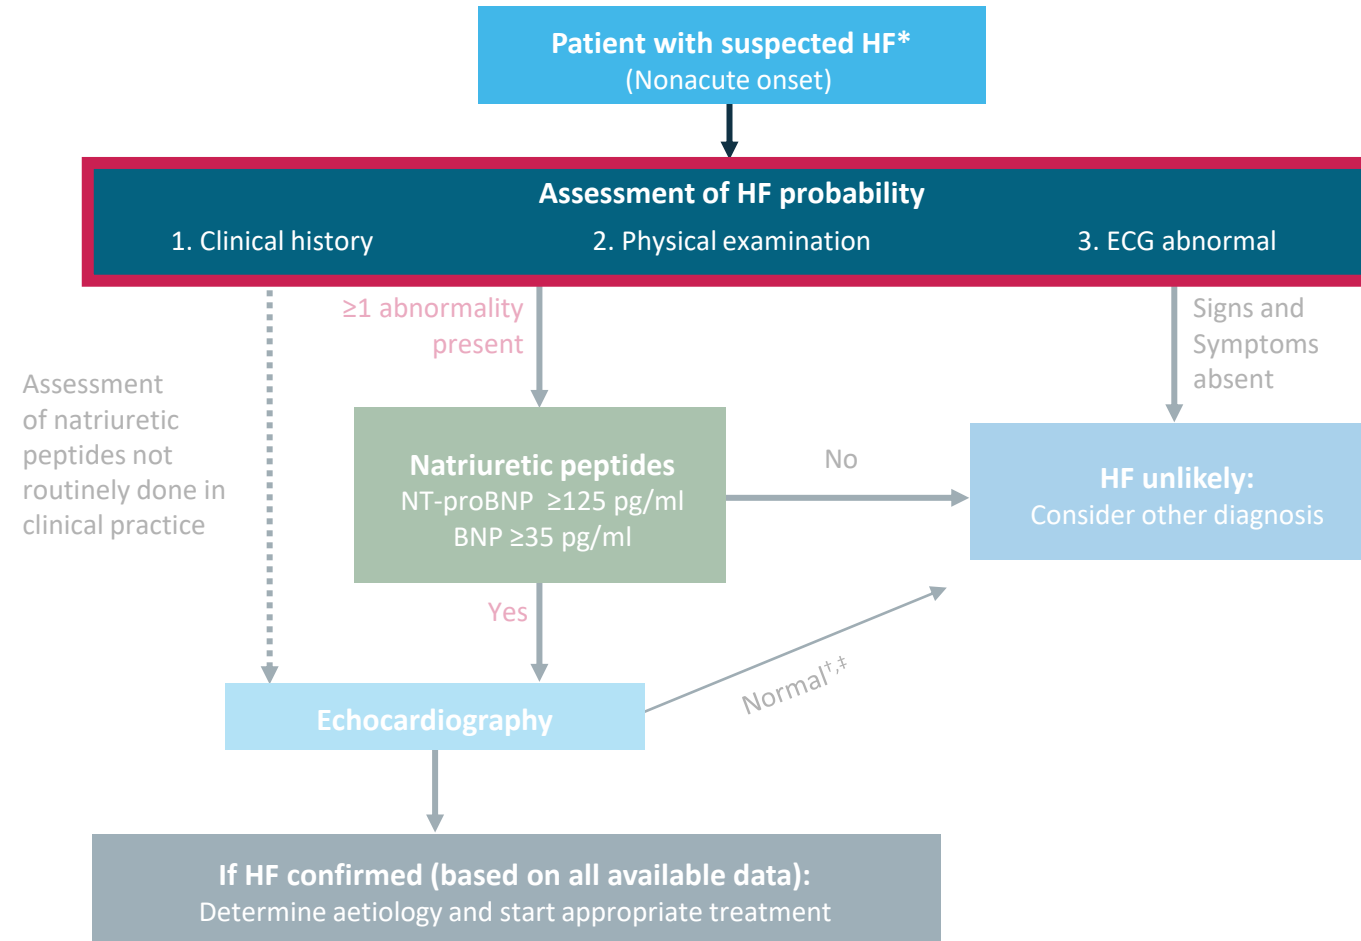 Patient with suspected HF*
(Nonacute onset)
Assessment of HF probability
1. Clinical history
2. Physical examination
3. ECG abnormal
≥1 abnormality
present
Signs and
Symptoms
absent
Assessment
of natriuretic
peptides not
routinely done in
clinical practice
Natriuretic peptides
NT-proBNP ≥125 pg/ml
BNP ≥35 pg/ml
No
HF unlikely:
Consider other diagnosis
Yes
Normal†,‡
Echocardiography
If HF confirmed (based on all available data):
Determine aetiology and start appropriate treatment